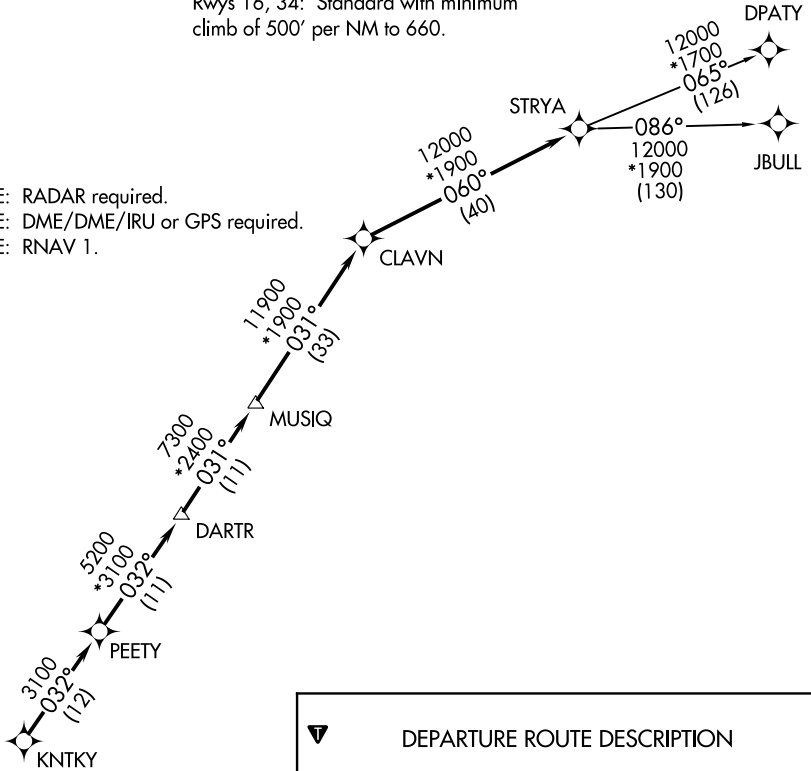 Rwys 16, 34: Standard with minimum
climb of 500' per NM to 660.
DPATY
12000
*1700
065°
(126)
STRYA
086°
12000
*1900
(130)
JBULL
12000
*1900
060°
(40)
E: RADAR required.
E: DME/DME/IRU or GPS required.
E: RNAV 1.
CLAVN
11900
*1900
031°
(33)
MUSIQ
7300
*2400
031°
(11)
DARTR
5200
*3100
032°
(11)
PEETY
3100
032°
(12)
KNTKY
T
DEPARTURE ROUTE DESCRIPTION